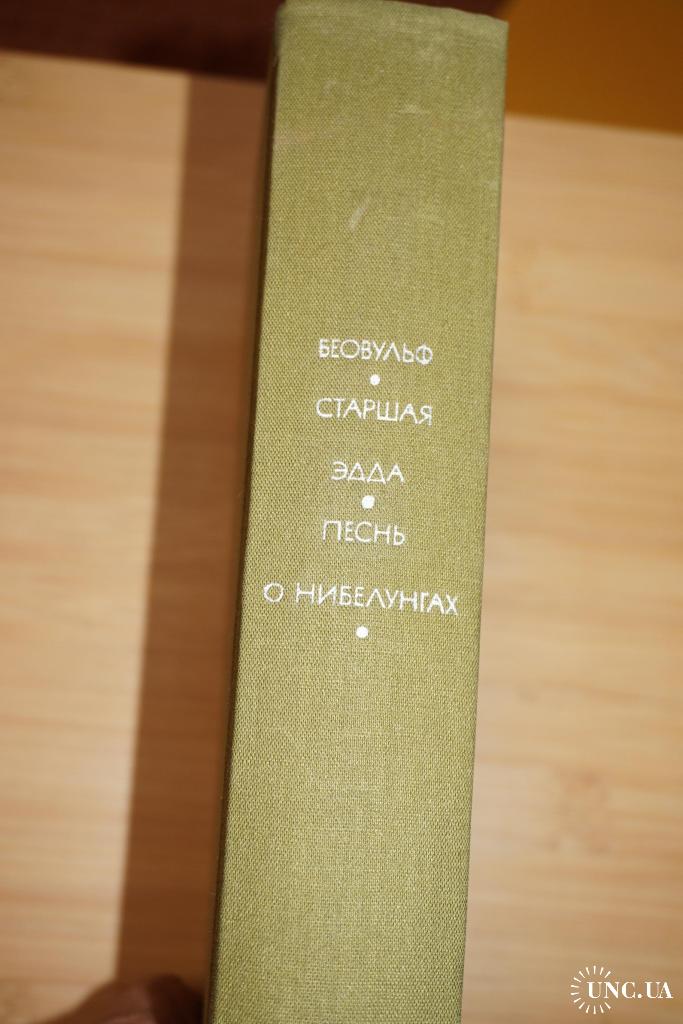 БЕОВУЛЬФ
•
СТАРШАЯ
ЭДДА
•
ПЕСНЬ
О НИБЕЛУНГАХ
•
UNC.UA